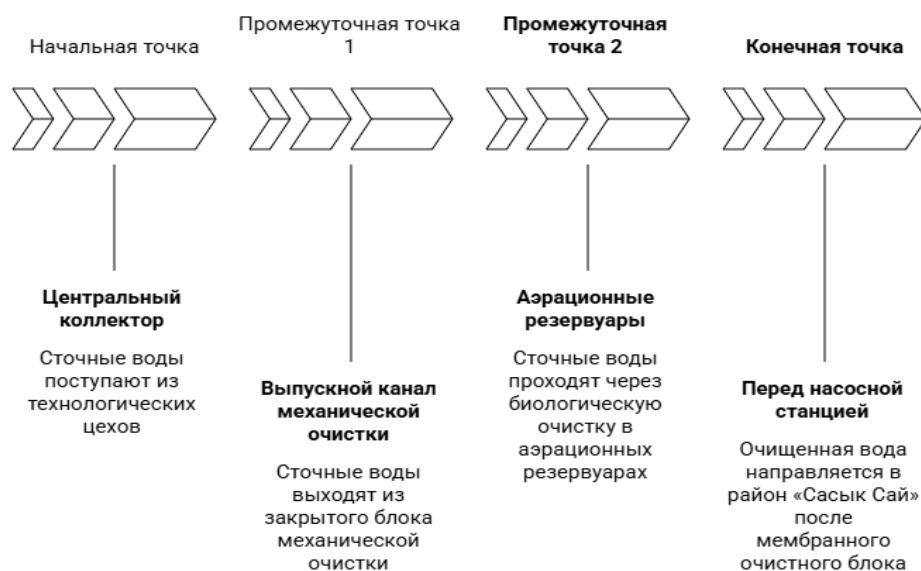 Начальная точка
Промежуточная точка
1
Промежуточная
точка 2
Конечная точка
Центральный
коллектор
Сточные воды
поступают из
технологических
цехов
Выпускной канал
механической
очистки
Сточные воды
выходят из
закрытого блока
механической
очистки
Аэрационные
резервуары
Сточные воды
проходят через
биологическую
очистку в
аэрационных
резервуарах
Перед насосной
станцией
Очищенная вода
направляется в
район «Сасык Сай»
после
мембранного
очистного блока